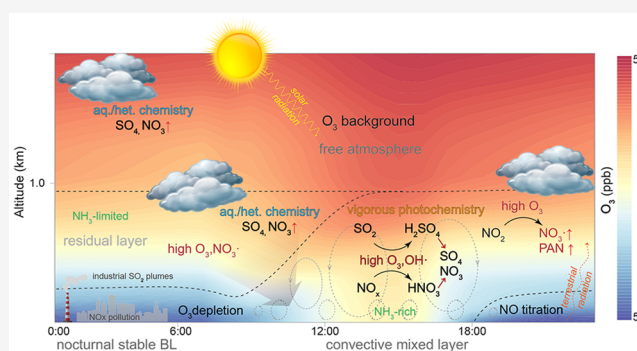 aq./het. chemistry
SO₄, NO₃↑
solar
radiation
O₃ background
free atmosphere
5
Altitude (km)
1.0
O₃ (ppb)
NH₃-limited
residual layer
aq./het. chemistry
SO₄, NO₃↑
high O₃,NO₃·
vigorous photochemistry
SO₂
H₂SO₄
high O₃,OH·
SO₄
NO₃
NOₓ
HNO₃
NH₃-rich
high O₃
NO₂
NO₃·↑
PAN↑
terrestrial
radiation
industrial SO₂ plumes
NOx pollution
O₃depletion
NO titration
5
0:00
6:00
12:00
18:00
nocturnal stable BL
convective mixed layer